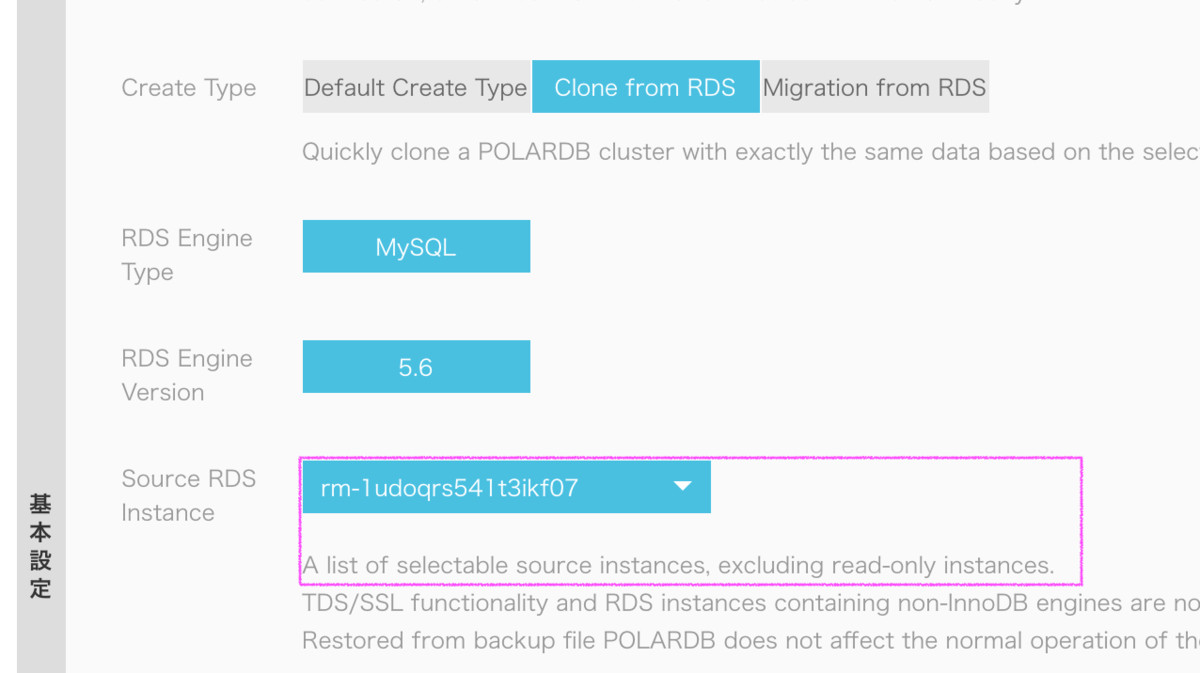 Create Type
Default Create Type
Clone from RDS
Migration from RDS
Quickly clone a POLARDB cluster with exactly the same data based on the
RDS Engine
Type
MySQL
RDS Engine
Version
5.6
Source RDS
Instance
rm-1udoqrs541t3ikf07
A list of selectable source instances, excluding read-only instances.
TDS/SSL functionality and RDS instances containing non-InnoDB engines are
Restored from backup file POLARDB does not affect the normal operation of
基本設定